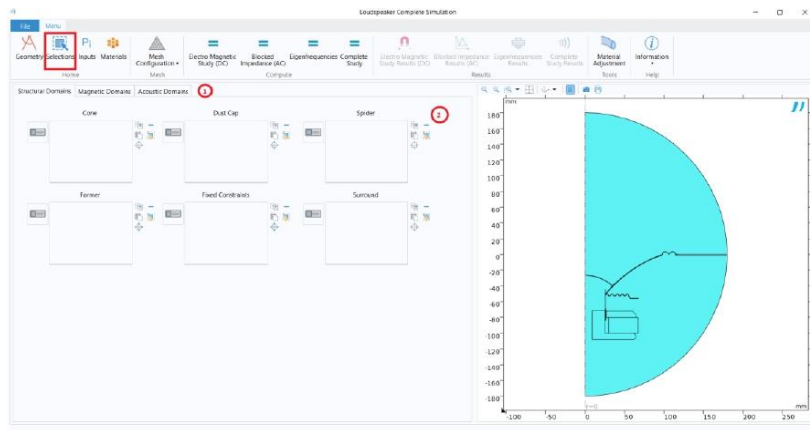 Loudspeaker Complete Simulation
File Menu
Geometry Selections Inputs Materials Mesh Configuration Electro Magnetic Study (DC) Blocked Impedance (AC) Eigenfrequencies Complete Study Electro Magnetic Study Results (DC) Blocked Impedance Results (AC) Eigenfrequencies Results Complete Study Results Material Adjustment Information
Pi
Home Mesh Compute Results Tools Help
Structural Domains Magnetic Domains Acoustic Domains 1
2
Cone Dust Cap Spider
Former Fixed Constraints Surround
mm
180
160
140
120
100
80
60
40
20
0
-20
-40
-60
-80
-100
-120
-140
-160
-180
r=0
mm
-100 -50 0 50 100 150 200 250